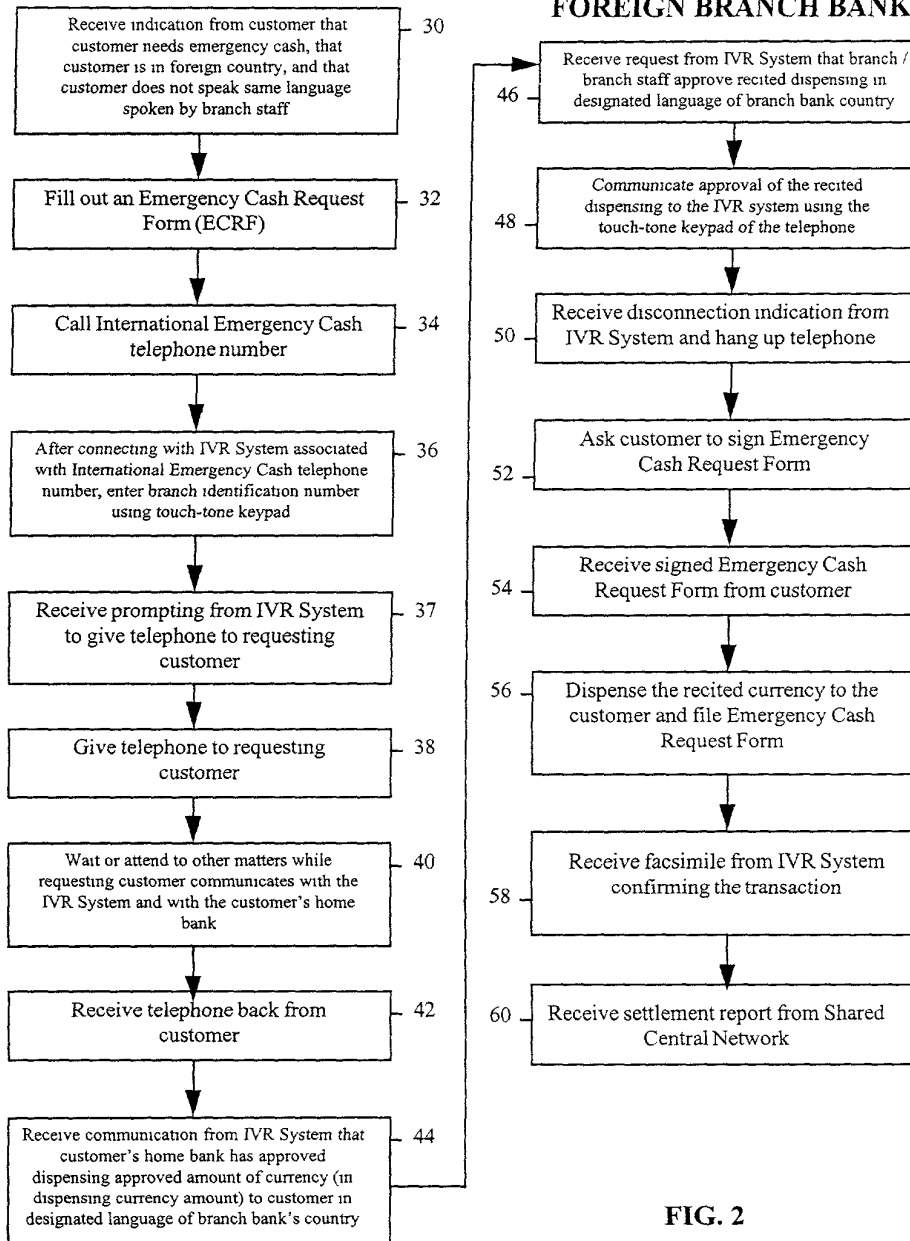 FOREIGN BRANCH BANK
Receive indication from customer that
customer needs emergency cash, that
customer is in foreign country, and that
customer does not speak same language
spoken by branch staff
30
Fill out an Emergency Cash Request
Form (ECRF)
32
Call International Emergency Cash
telephone number
34
After connecting with IVR System associated
with International Emergency Cash telephone
number, enter branch identification number
using touch-tone keypad
36
Receive prompting from IVR System
to give telephone to requesting
customer
37
Give telephone to requesting
customer
38
Wait or attend to other matters while
requesting customer communicates with the
IVR System and with the customer's home
bank
40
Receive telephone back from
customer
42
Receive communication from IVR System that
customer's home bank has approved
dispensing approved amount of currency (in
dispensing currency amount) to customer in
designated language of branch bank's country
44
Receive request from IVR System that branch /
branch staff approve recited dispensing in
designated language of branch bank country
46
Communicate approval of the recited
dispensing to the IVR system using the
touch-tone keypad of the telephone
48
Receive disconnection indication from
IVR System and hang up telephone
50
Ask customer to sign Emergency
Cash Request Form
52
Receive signed Emergency Cash
Request Form from customer
54
Dispense the recited currency to the
customer and file Emergency Cash
Request Form
56
Receive facsimile from IVR System
confirming the transaction
58
Receive settlement report from Shared
Central Network
60
FIG. 2